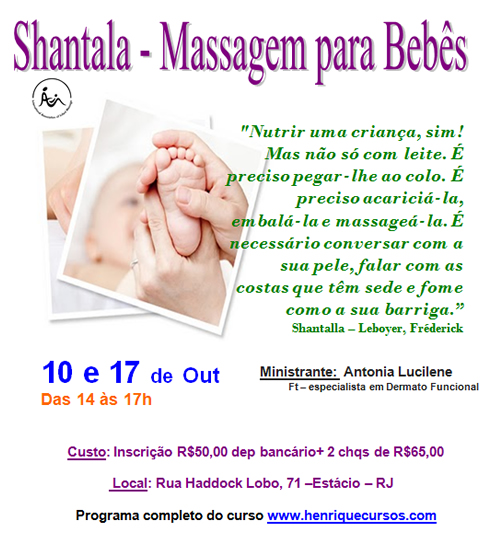 Shantala - Massagem para Bebês
"Nutrir uma criança, sim!
Mas não só com leite. É
preciso pegar-lhe ao colo. É
preciso acariciá-la,
embalá-la e massageá-la. É
necessário conversar com a
sua pele, falar com as
costas que têm sede e fome
como a sua barriga.”
Shantalla – Leboyer, Fréderick
10 e 17 de Out
Das 14 às 17h
Ministrante: Antonia Lucilene
Ft – especialista em Dermato Funcional
Custo: Inscrição R$50,00 dep bancário+ 2 chqs de R$65,00
Local: Rua Haddock Lobo, 71 –Estácio – RJ
Programa completo do curso www.henriquecursos.com